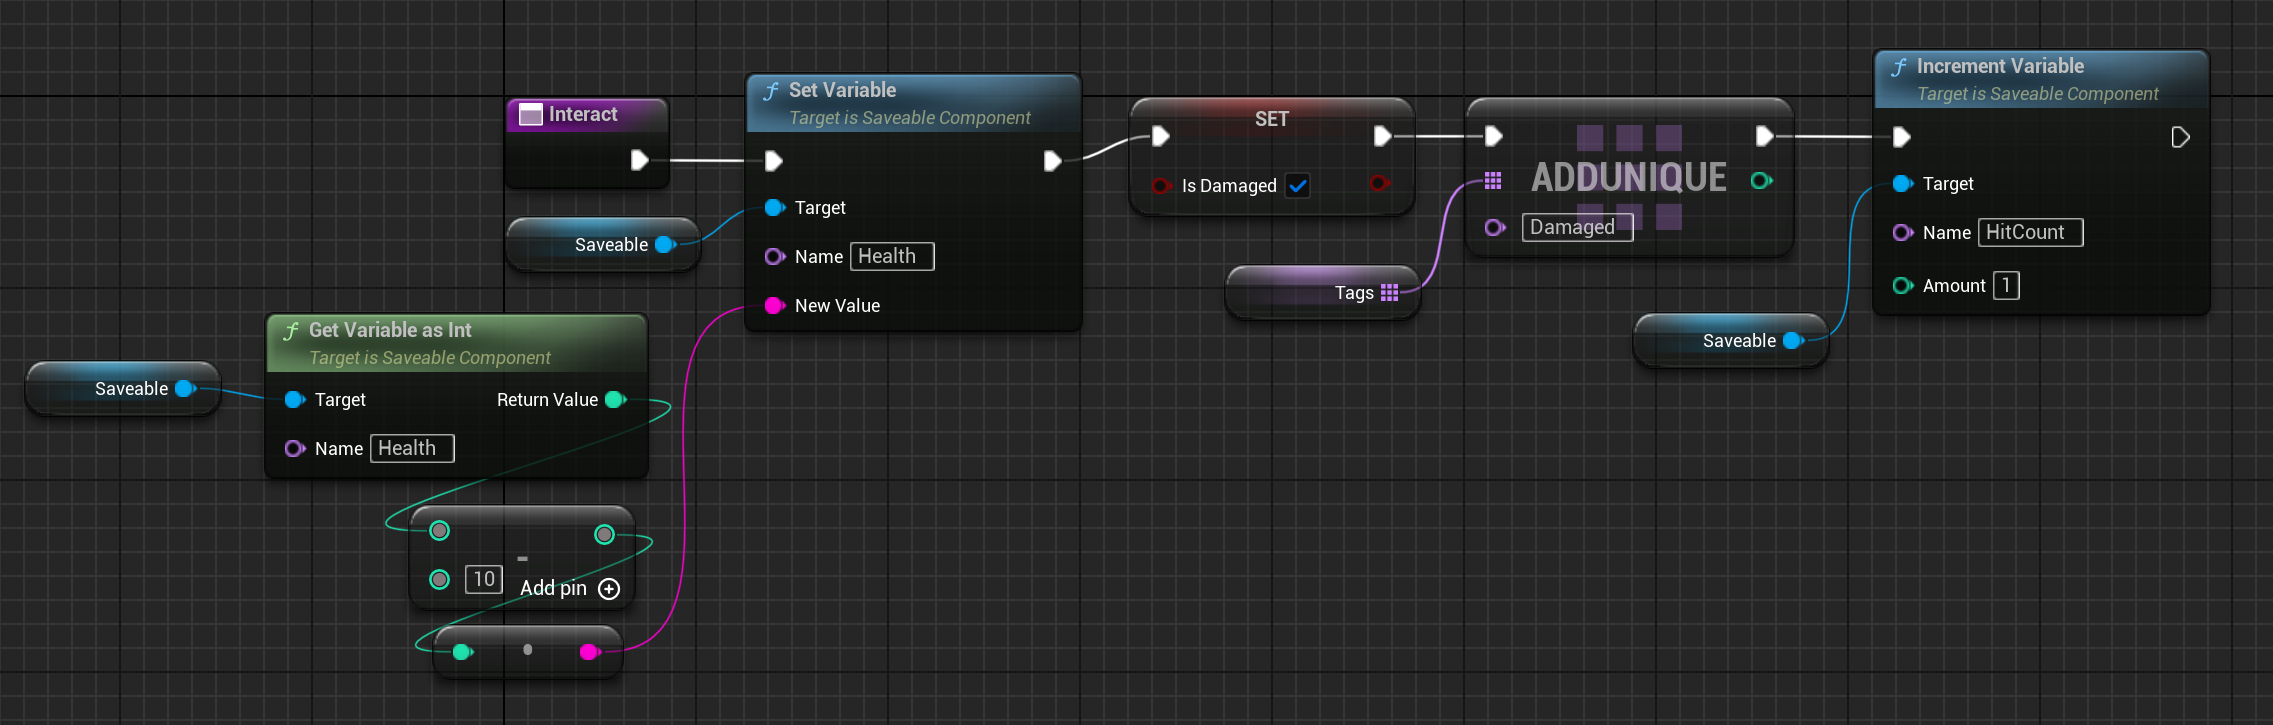 Interact
Saveable
f Set Variable
Target is Saveable Component
Target
Name Health
New Value
Saveable
f Get Variable as Int
Target is Saveable Component
Target Return Value
Name Health
-
10 Add pin
SET
Is Damaged
Tags
ADDUNIQUE
Damaged
f Increment Variable
Target is Saveable Component
Target
Name HitCount
Amount 1
Saveable